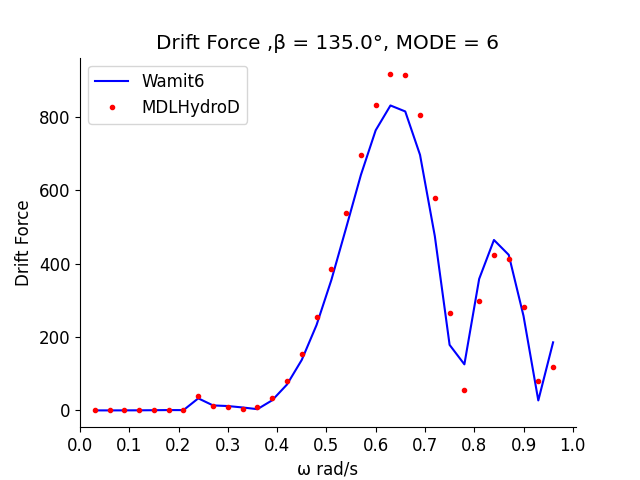 Drift Force ,β = 135.0°, MODE = 6
Wamit6
MDLHydroD
800
600
400
200
0
Drift Force
0.0 0.1 0.2 0.3 0.4 0.5 0.6 0.7 0.8 0.9 1.0
ω rad/s